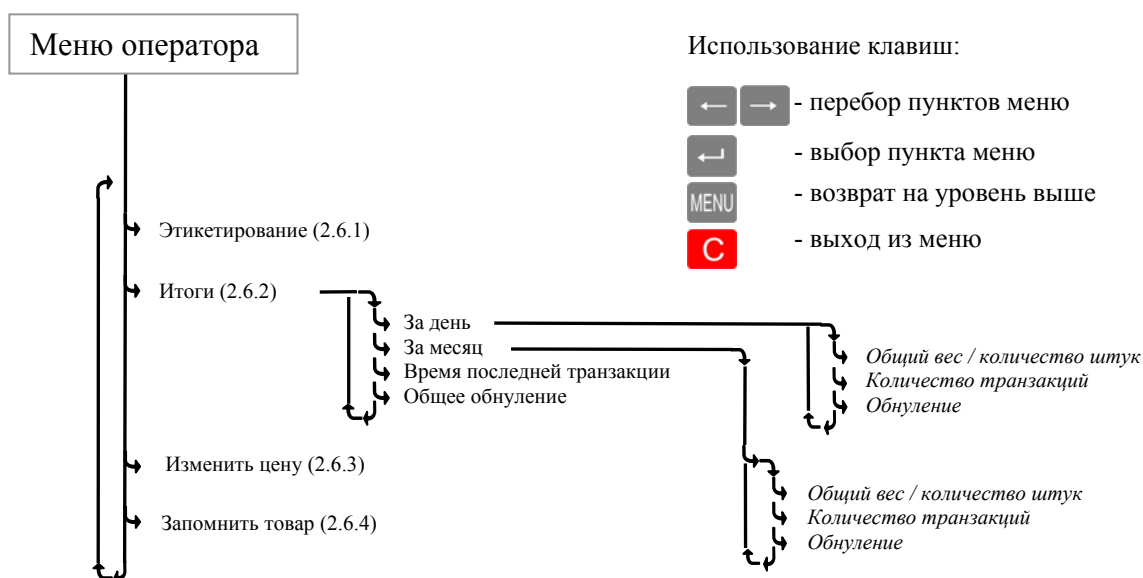 Меню оператора
Использование клавиш:
← → - перебор пунктов меню
↵ - выбор пункта меню
MENU - возврат на уровень выше
C - выход из меню
Этикетирование (2.6.1)
Итоги (2.6.2)
За день
За месяц
Время последней транзакции
Общее обнуление
Общий вес / количество штук
Количество транзакций
Обнуление
Изменить цену (2.6.3)
Запомнить товар (2.6.4)
Общий вес / количество штук
Количество транзакций
Обнуление